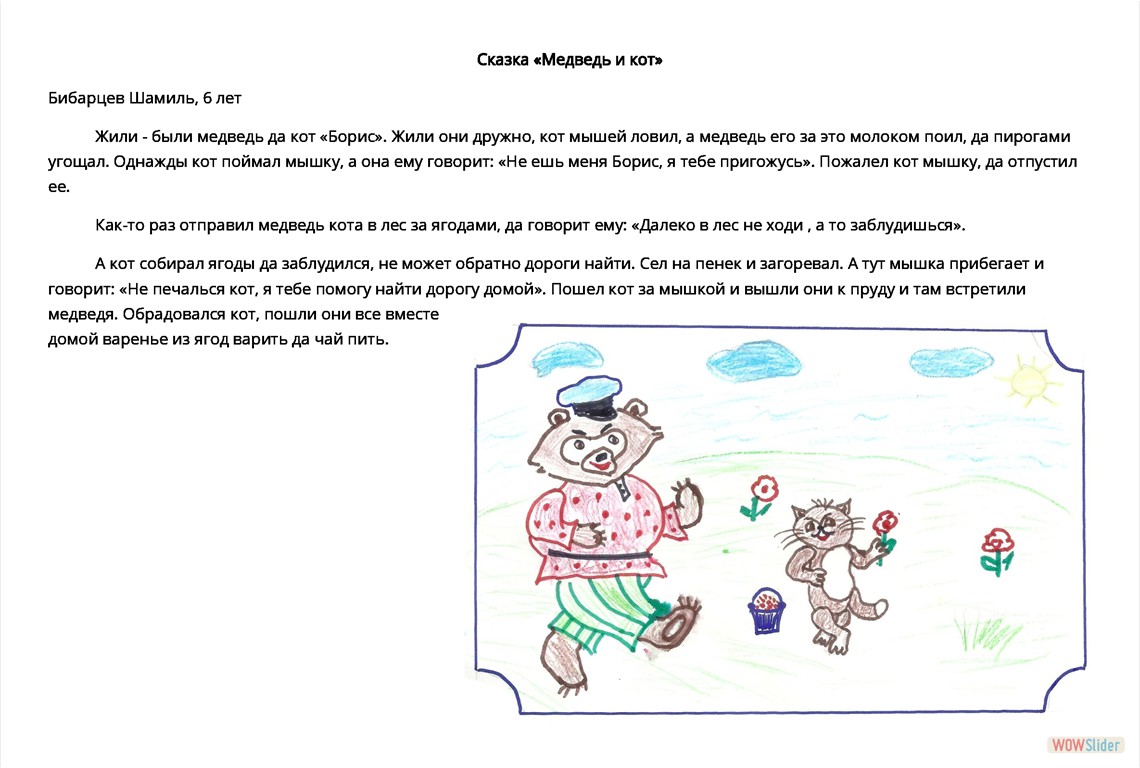 Сказка «Медведь и кот»
Бибарцев Шамиль, 6 лет
Жили - были медведь да кот «Борис». Жили они дружно, кот мышей ловил, а медведь его за это молоком поил, да пирогами
угощал. Однажды кот поймал мышку, а она ему говорит: «Не ешь меня Борис, я тебе пригожусь». Пожалел кот мышку, да отпустил
ее.
Как-то раз отправил медведь кота в лес за ягодами, да говорит ему: «Далеко в лес не ходи , а то заблудишься».
А кот собирал ягоды да заблудился, не может обратно дороги найти. Сел на пенек и загоревал. А тут мышка прибегает и
говорит: «Не печалься кот, я тебе помогу найти дорогу домой». Пошел кот за мышкой и вышли они к пруду и там встретили
медведя. Обрадовался кот, пошли они все вместе
домой варенье из ягод варить да чай пить.
WOWSlider